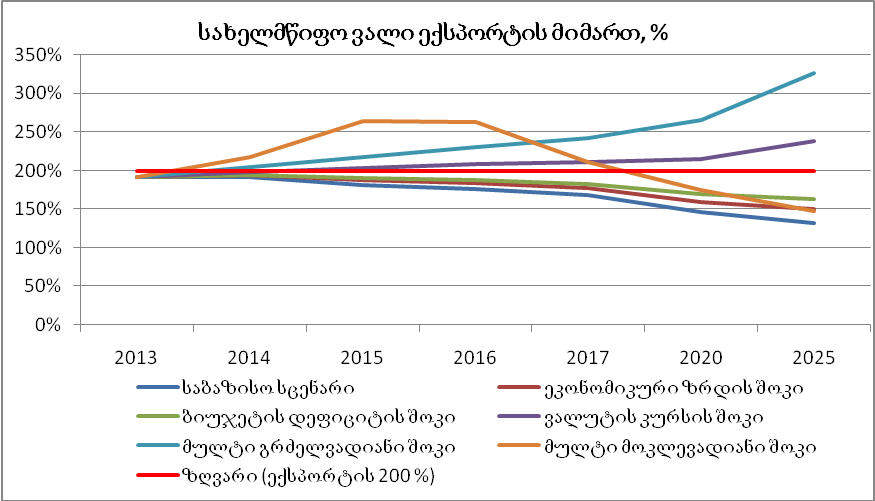 სახელმწიფო ვალი ექსპორტის მიმართ, %
350%
300%
250%
200%
150%
100%
50%
0%
2013 2014 2015 2016 2017 2020 2025
საბაზისო სცენარი ეკონომიკური ზრდის შოკი
ბიუჯეტის დეფიციტის შოკი ვალუტის კურსის შოკი
მულტი გრძელვადიანი შოკი მულტი მოკლევადიანი შოკი
ზღვარი (ექსპორტის 200 %)